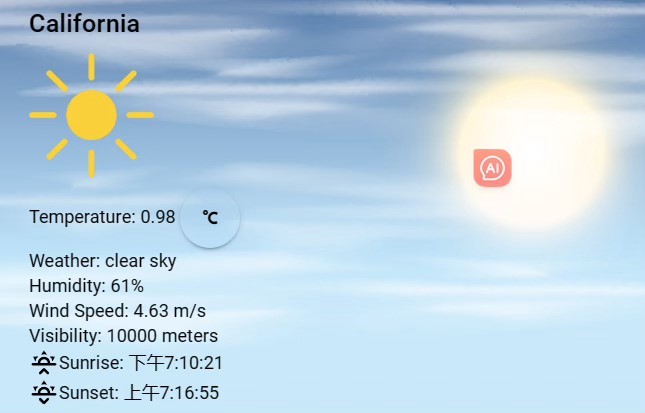 California
Temperature: 0.98 ℃
AI
Weather: clear sky
Humidity: 61%
Wind Speed: 4.63 m/s
Visibility: 10000 meters
Sunrise: 下午7:10:21
Sunset: 上午7:16:55